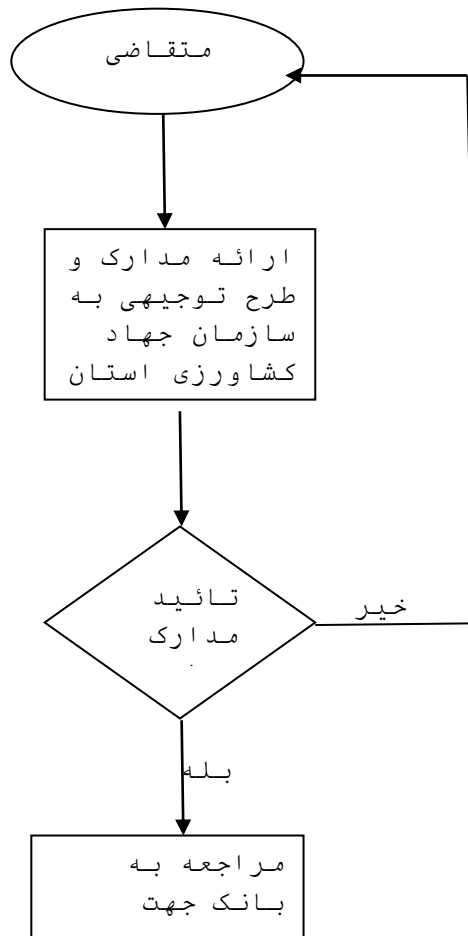 متقاضی
ارائه مدارک و
طرح توجیهی به
سازمان جهاد
کشاورزی استان
تائید
مدارک
خیر
بله
مراجعه به
بانک جهت